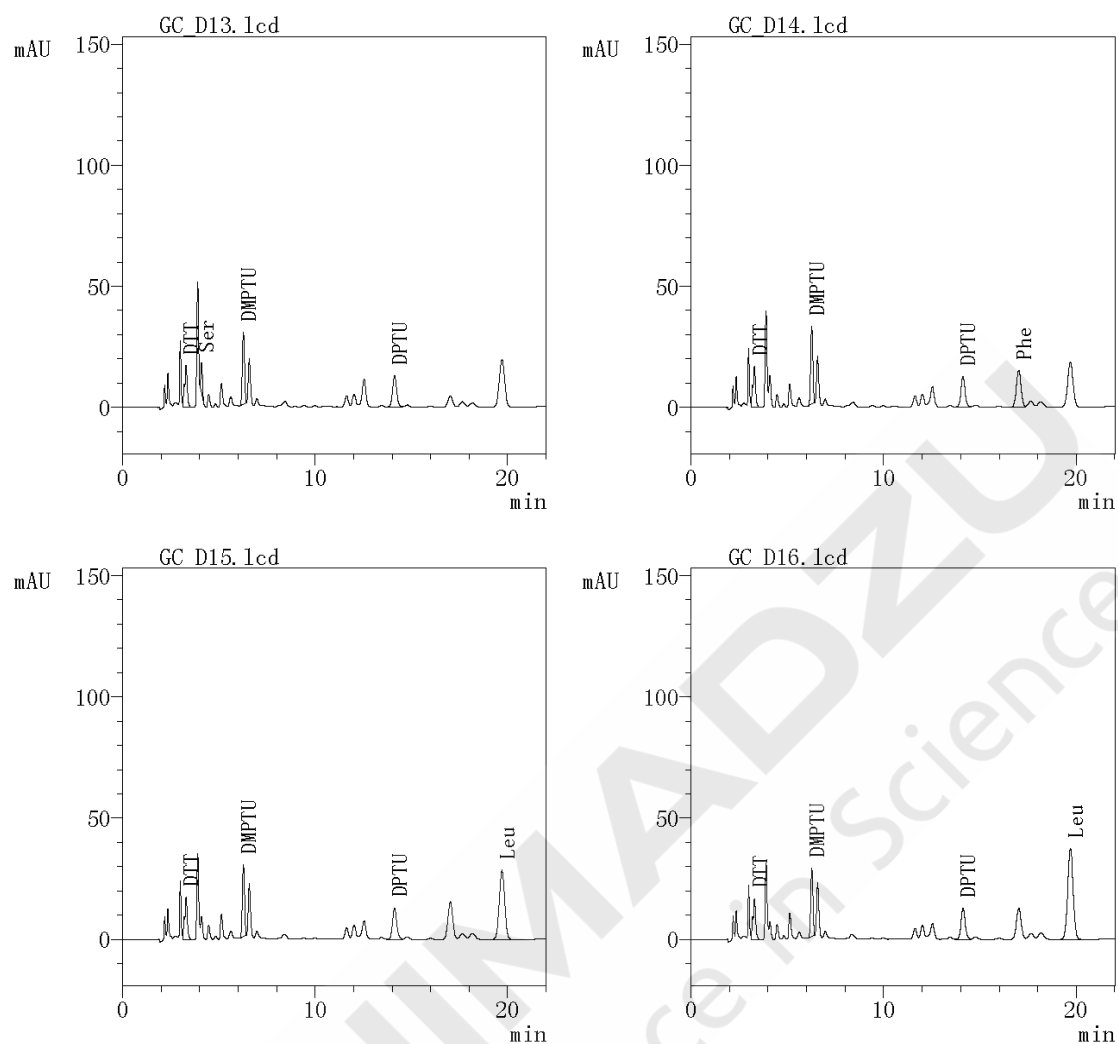 GC_D13.lcd
mAU
150
100
50
0
DTT
Ser
DMPTU
DPTU
0
10
20
min
GC_D14.lcd
mAU
150
100
50
0
DTT
DMPTU
DPTU
Phe
0
10
20
min
GC_D15.lcd
mAU
150
100
50
0
DTT
DMPTU
DPTU
Leu
0
10
20
min
GC_D16.lcd
mAU
150
100
50
0
DTT
DMPTU
DPTU
Leu
0
10
20
min
IMADZU
ce in Science